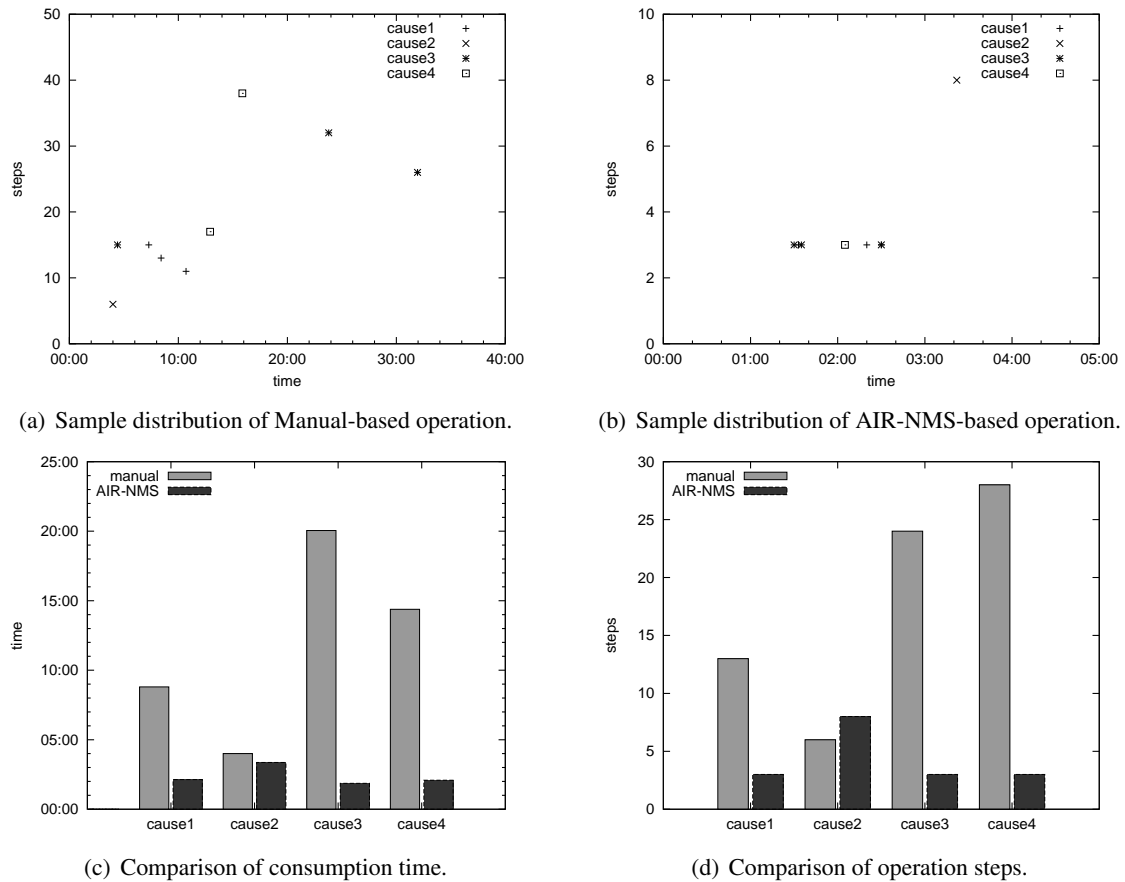 50
40
30
20
10
0
steps
00:00 10:00 20:00 30:00 40:00
time
cause1
cause2
cause3
cause4
(a) Sample distribution of Manual-based operation.
10
8
6
4
2
0
steps
00:00 01:00 02:00 03:00 04:00 05:00
time
cause1
cause2
cause3
cause4
(b) Sample distribution of AIR-NMS-based operation.
25:00
20:00
15:00
10:00
05:00
00:00
time
manual
AIR-NMS
cause1 cause2 cause3 cause4
(c) Comparison of consumption time.
30
25
20
15
10
5
0
steps
manual
AIR-NMS
cause1 cause2 cause3 cause4
(d) Comparison of operation steps.